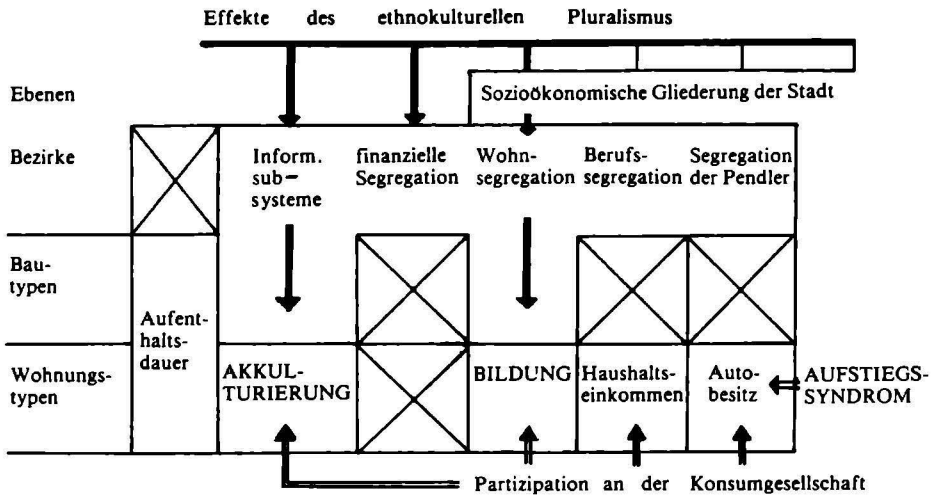 Effekte des ethnokulturellen Pluralismus
Ebenen
Sozioökonomische Gliederung der Stadt
Bezirke
Inform.
sub-
systeme
finanzielle
Segregation
Wohn-
segregation
Berufs-
segregation
Segregation
der Pendler
Bau-
typen
Aufent-
halts-
dauer
Wohnungs-
typen
AKKUL-
TURIERUNG
BILDUNG
Haushalts-
einkommen
Auto-
besitz
AUFSTIEGS-
SYNDROM
Partizipation an der Konsumgesellschaft